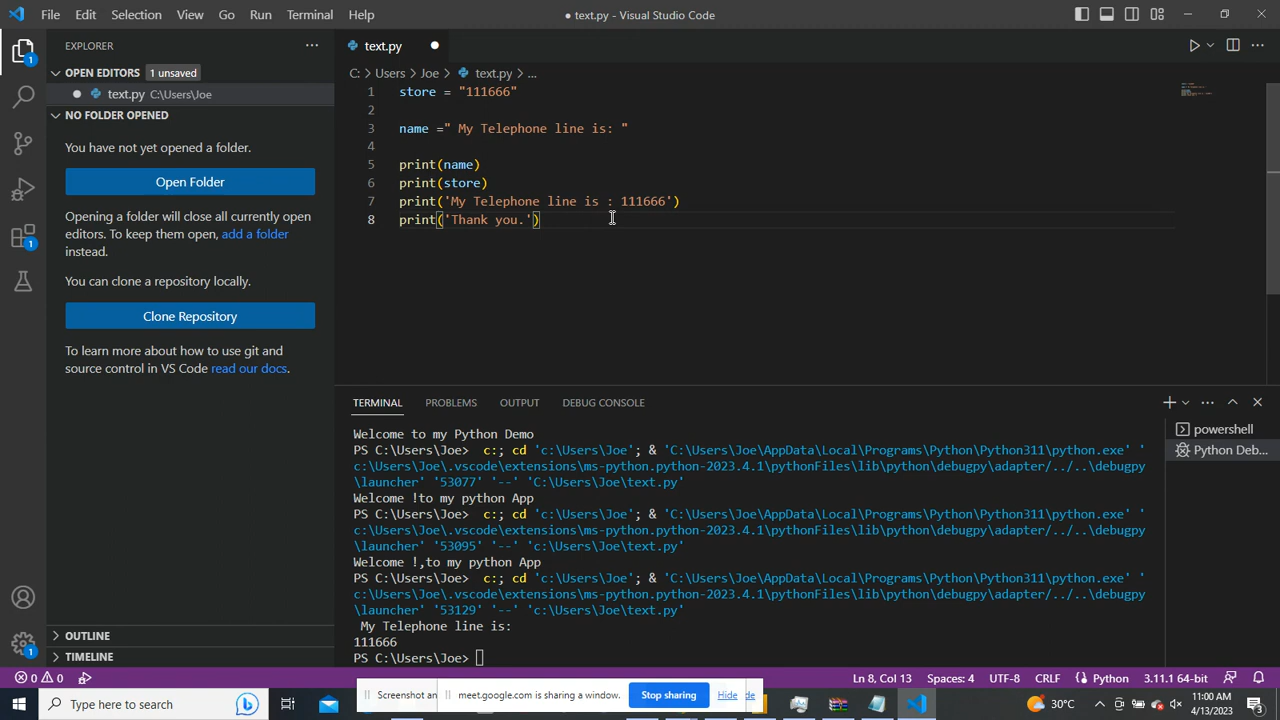 File Edit Selection View Go Run Terminal Help
● text.py - Visual Studio Code
EXPLORER
text.py
OPEN EDITORS 1 unsaved
text.py C:\Users\Joe
NO FOLDER OPENED
You have not yet opened a folder.
Open Folder
Opening a folder will close all currently open
editors. To keep them open, add a folder
instead.
You can clone a repository locally.
Clone Repository
To learn more about how to use git and
source control in VS Code read our docs.
OUTLINE
TIMELINE
C: > Users > Joe > text.py > ...
1 store = "111666"
2
3 name =" My Telephone line is: "
4
5 print(name)
6 print(store)
7 print('My Telephone line is : 111666')
8 print('Thank you.')
TERMINAL PROBLEMS OUTPUT DEBUG CONSOLE
powershell
Python Deb...
Welcome to my Python Demo
PS C:\Users\Joe>  c:; cd 'c:\Users\Joe'; & 'C:\Users\Joe\AppData\Local\Programs\Python\Python311\python.exe' '
c:\Users\Joe\.vscode\extensions\ms-python.python-2023.4.1\pythonFiles\lib\python\debugpy\adapter/../..\debugpy
\launcher' '53077' '--' 'C:\Users\Joe\text.py'
Welcome !to my python App
PS C:\Users\Joe>  c:; cd 'c:\Users\Joe'; & 'C:\Users\Joe\AppData\Local\Programs\Python\Python311\python.exe' '
c:\Users\Joe\.vscode\extensions\ms-python.python-2023.4.1\pythonFiles\lib\python\debugpy\adapter/../..\debugpy
\launcher' '53095' '--' 'c:\Users\Joe\text.py'
Welcome !,to my python App
PS C:\Users\Joe>  c:; cd 'c:\Users\Joe'; & 'C:\Users\Joe\AppData\Local\Programs\Python\Python311\python.exe' '
c:\Users\Joe\.vscode\extensions\ms-python.python-2023.4.1\pythonFiles\lib\python\debugpy\adapter/../..\debugpy
\launcher' '53129' '--' 'c:\Users\Joe\text.py'
My Telephone line is:
111666
PS C:\Users\Joe>
0 0 Ln 8, Col 13 Spaces: 4 UTF-8 CRLF Python 3.11.1 64-bit
Type here to search
Screenshot an
meet.google.com is sharing a window. Stop sharing Hide de
30°C
11:00 AM
4/13/2023